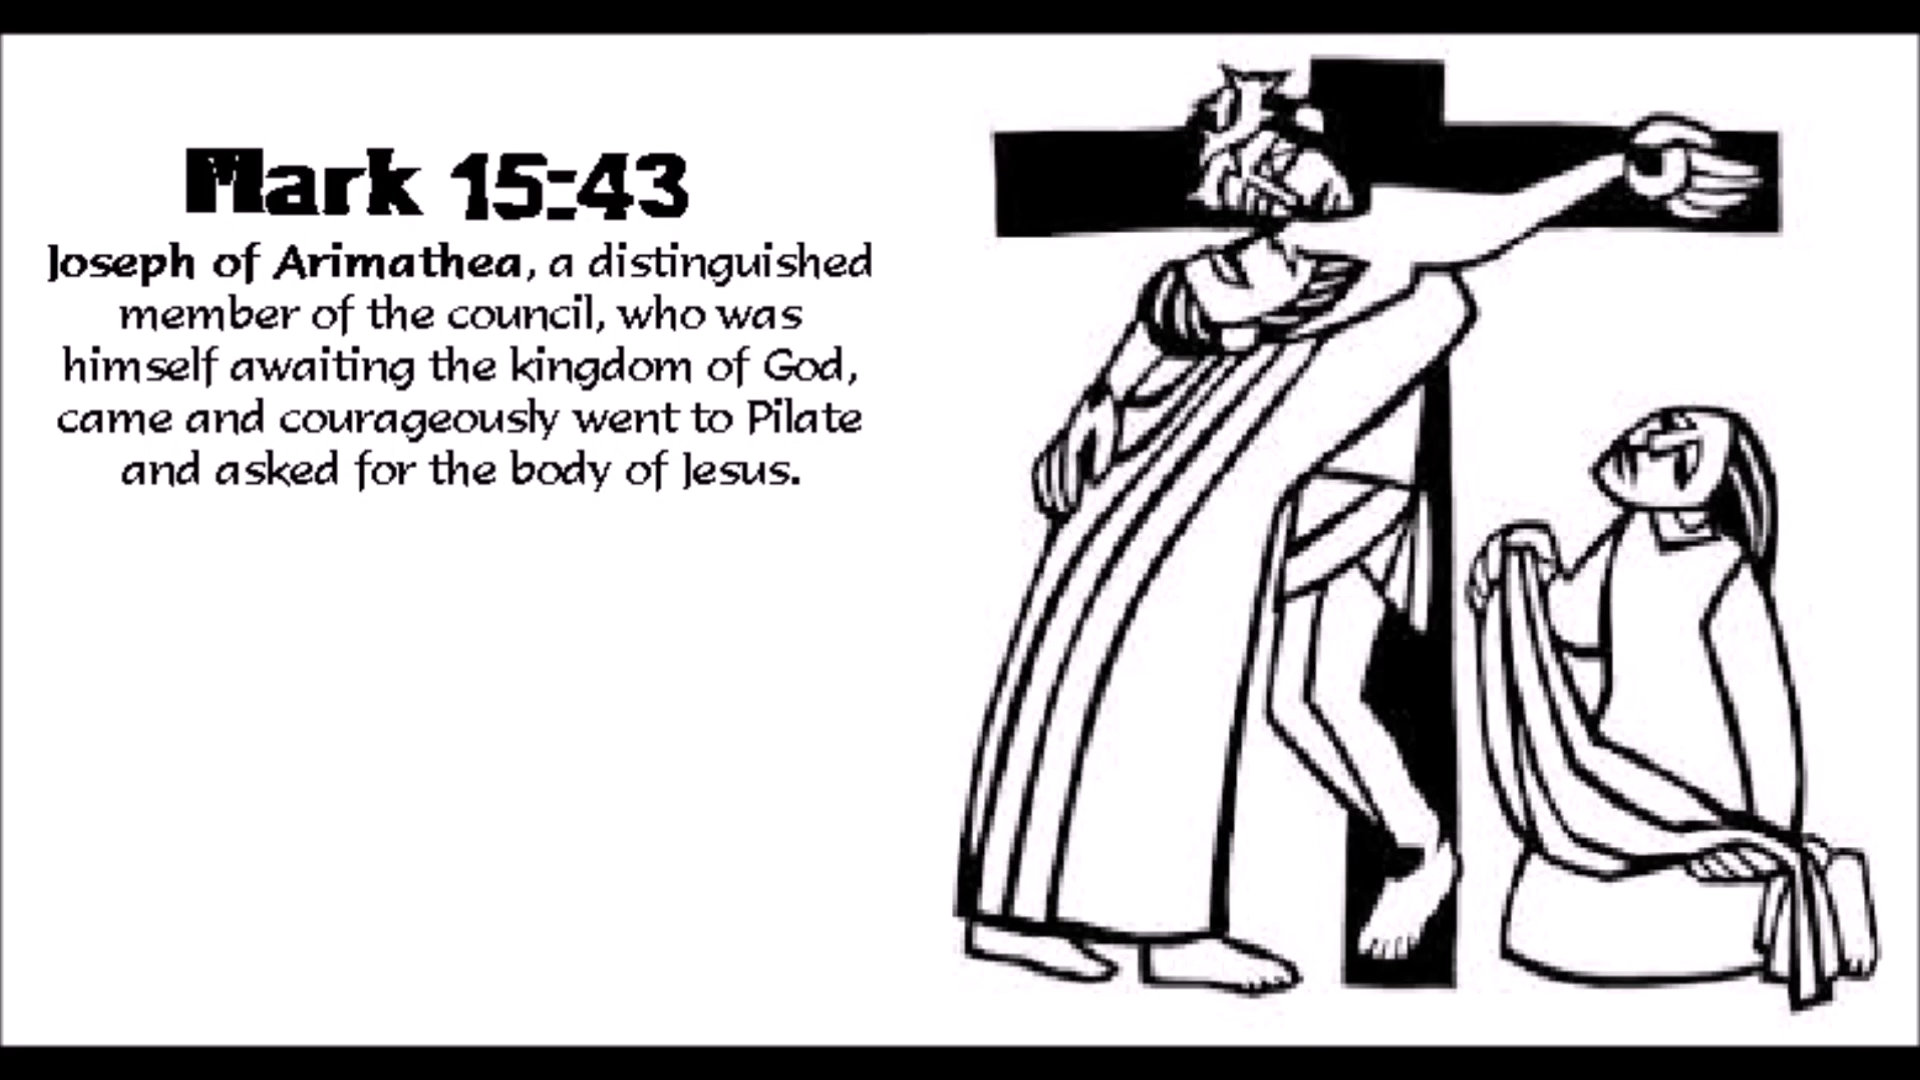 Mark 15:43
Joseph of Arimathea, a distinguished
member of the council, who was
himself awaiting the kingdom of God,
came and courageously went to Pilate
and asked for the body of Jesus.